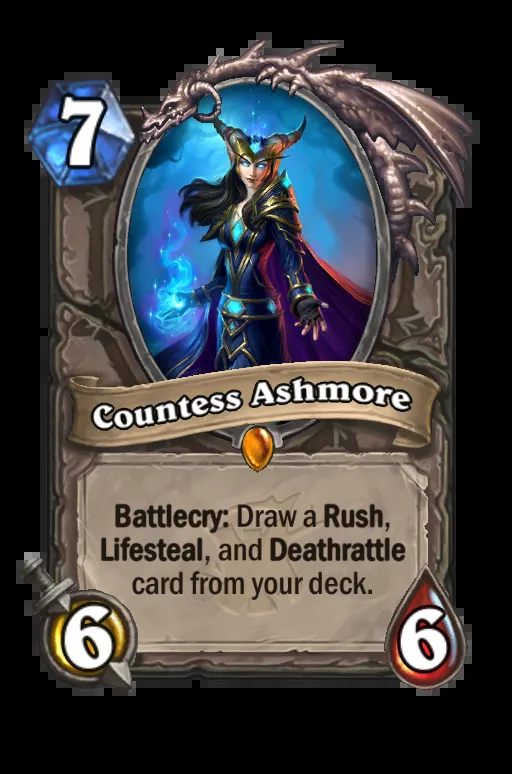 7
Countess Ashmore
Battlecry: Draw a Rush,
Lifesteal, and Deathrattle
card from your deck.
6
6